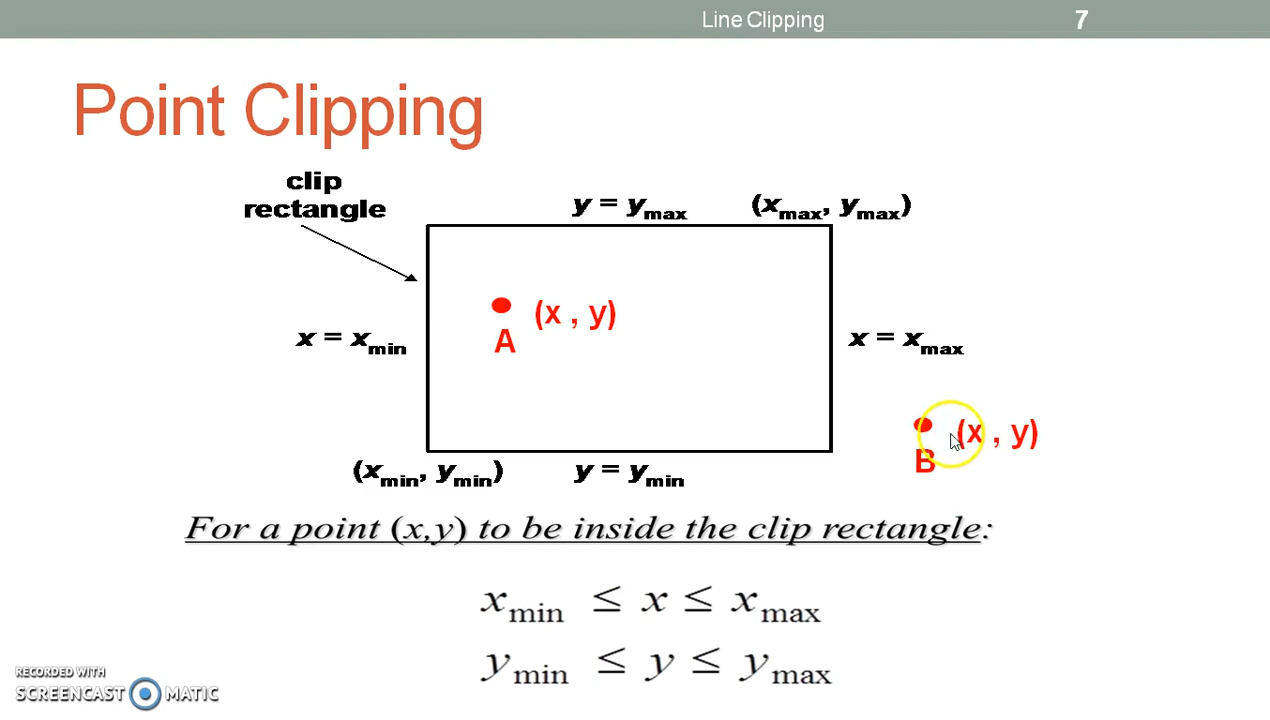 Line Clipping 7
Point Clipping
clip
rectangle
y = ymax (xmax, ymax)
(x , y)
A
x = xmin x = xmax
(x , y)
B
(xmin, ymin) y = ymin
For a point (x,y) to be inside the clip rectangle:
xmin ≤ x ≤ xmax
ymin ≤ y ≤ ymax
RECORDED WITH
SCREENCAST MATIC